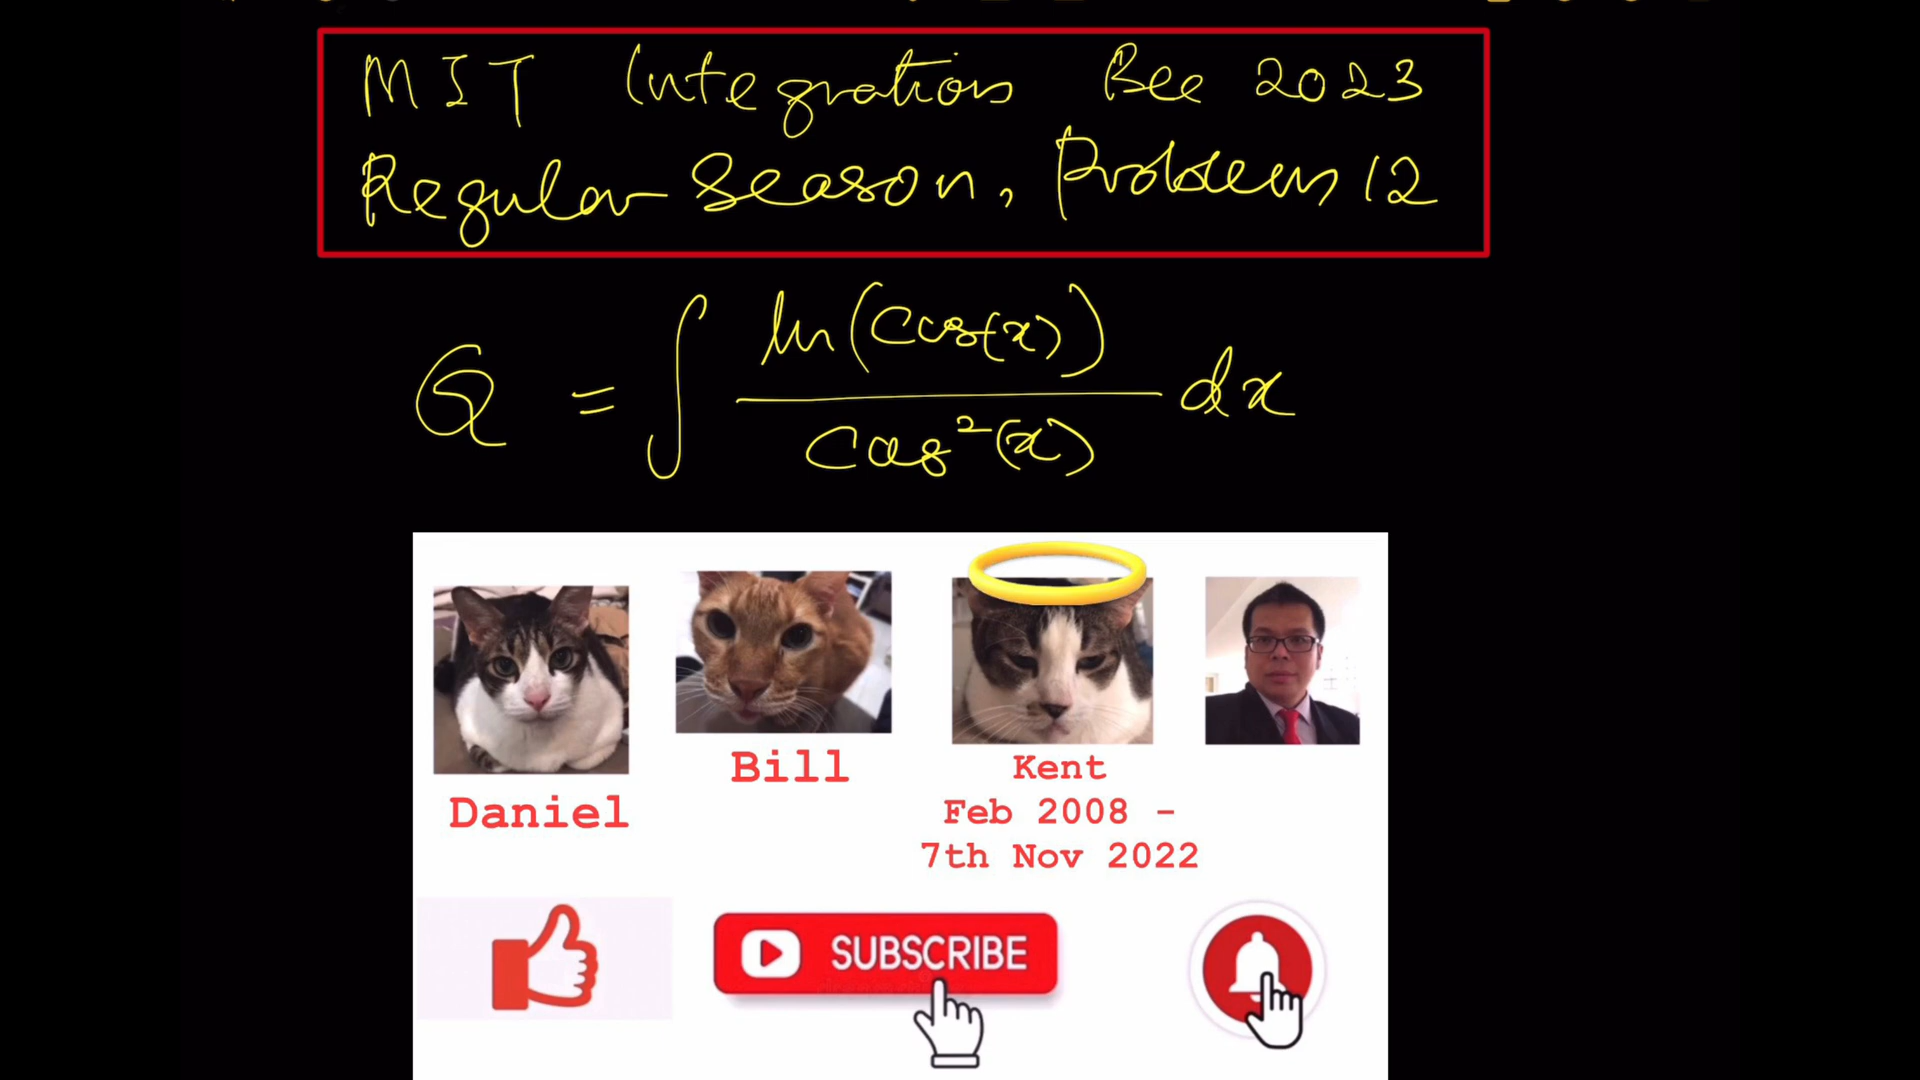 MIT Integration Bee 2023
Regular Season, Problem 12
Q = ∫ ln(cos(x)) / cos²(x) dx
Daniel
Bill
Kent
Feb 2008 -
7th Nov 2022
SUBSCRIBE